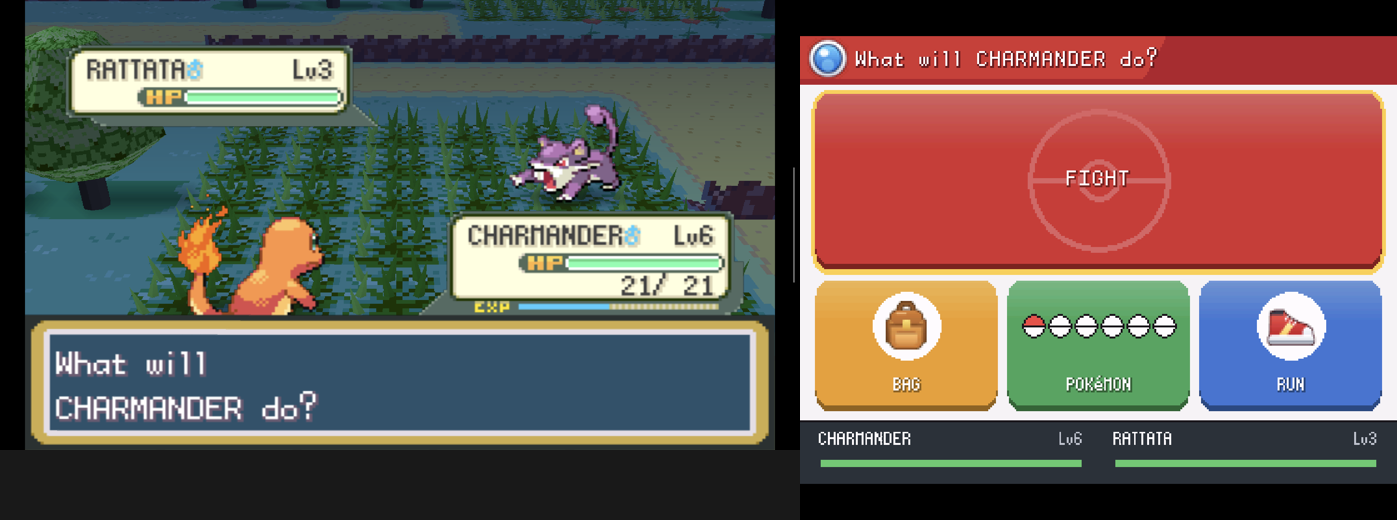 RATTATA♂ Lv3
HP
CHARMANDER♂ Lv6
HP
21/ 21
EXP
What will
CHARMANDER do?
What will CHARMANDER do?
FIGHT
BAG
POKéMON
RUN
CHARMANDER Lv6
RATTATA Lv3